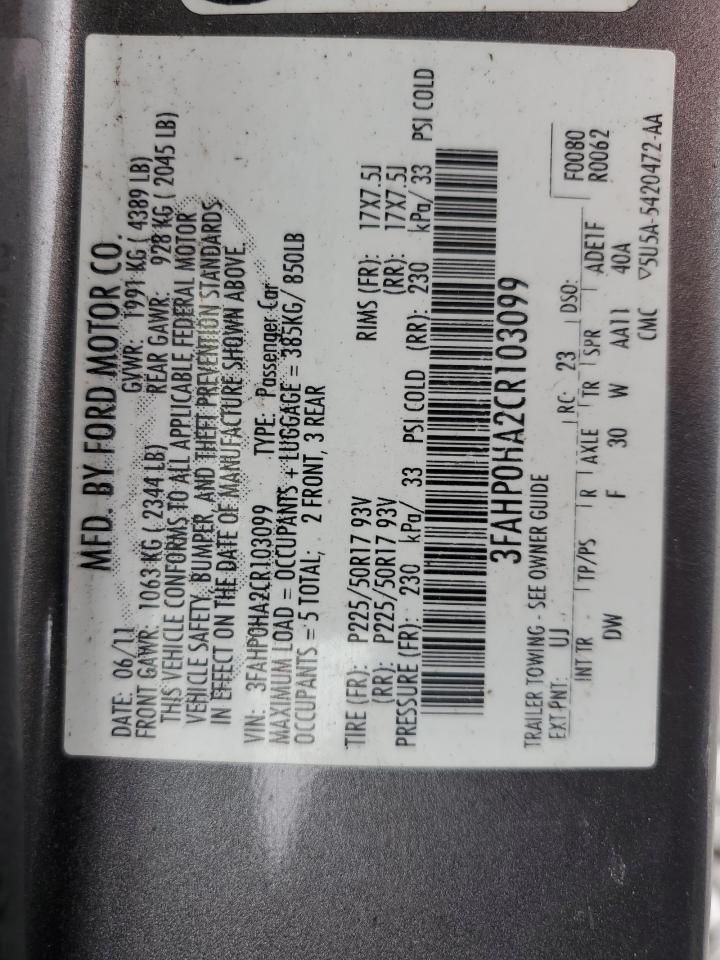 MFD. BY FORD MOTOR CO.
DATE: 06/11 GVWR: 1991 KG ( 4389 LB)
FRONT GAWR: 1063 KG ( 2344 LB) REAR GAWR: 928 KG ( 2045 LB)
THIS VEHICLE CONFORMS TO ALL APPLICABLE FEDERAL MOTOR
VEHICLE SAFETY, BUMPER, AND THEFT PREVENTION STANDARDS
IN EFFECT ON THE DATE OF MANUFACTURE SHOWN ABOVE.
VIN: 3FAHP0HA2CR103099 TYPE: Passenger Car
MAXIMUM LOAD = OCCUPANTS + LUGGAGE = 385KG/ 850LB
OCCUPANTS = 5 TOTAL; 2 FRONT, 3 REAR
TIRE (FR): P225/50R17 93V RIMS (FR): 17X7.5J
(RR): P225/50R17 93V (RR): 17X7.5J
PRESSURE (FR): 230 kPa/ 33 PSI COLD (RR): 230 kPa/ 33 PSI COLD
3FAHP0HA2CR103099
TRAILER TOWING - SEE OWNER GUIDE
EXT PNT: UJ RC: 23 DSO: F0080
R0062
INT TR TP/PS R AXLE TR SPR ADE1F
DW F 30 W AA11 40A
CMC ▽5U5A-5420472-AA